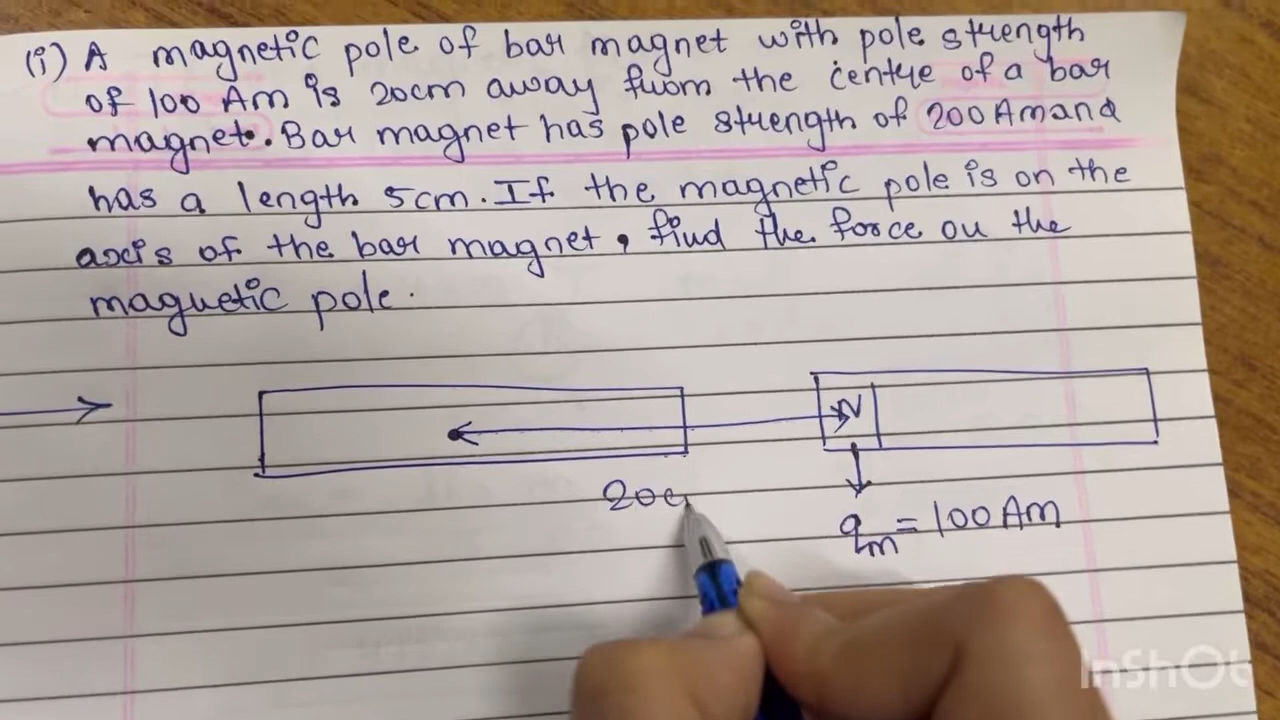 (i) A magnetic pole of bar magnet with pole strength
of 100 Am is 20cm away from the centre of a bar
magnet. Bar magnet has pole strength of 200 Am and
has a length 5cm. If the magnetic pole is on the
axis of the bar magnet, find the force on the
magnetic pole.
N
20c
qm = 100 Am
InShOt